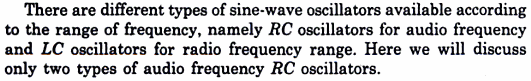 There are different types of sine-wave oscillators available according
to the range of frequency, namely RC oscillators for audio frequency
and LC oscillators for radio frequency range. Here we will discuss
only two types of audio frequency RC oscillators.